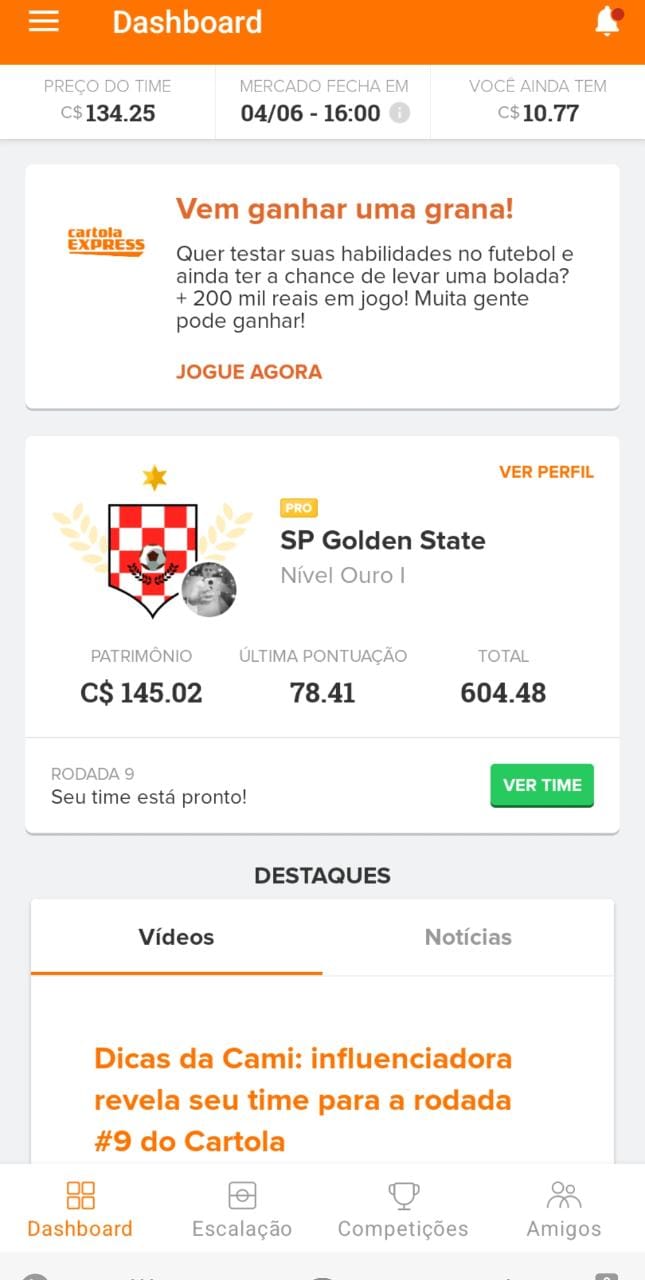 Dashboard
PREÇO DO TIME
C$ 134.25
MERCADO FECHA EM
04/06 - 16:00
VOCÊ AINDA TEM
C$ 10.77
cartola
EXPRESS
Vem ganhar uma grana!
Quer testar suas habilidades no futebol e
ainda ter a chance de levar uma bolada?
+ 200 mil reais em jogo! Muita gente
pode ganhar!
JOGUE AGORA
VER PERFIL
PRO
SP Golden State
Nível Ouro I
PATRIMÔNIO
C$ 145.02
ÚLTIMA PONTUAÇÃO
78.41
TOTAL
604.48
RODADA 9
Seu time está pronto!
VER TIME
DESTAQUES
Vídeos
Notícias
Dicas da Cami: influenciadora
revela seu time para a rodada
#9 do Cartola
Dashboard
Escalação
Competições
Amigos